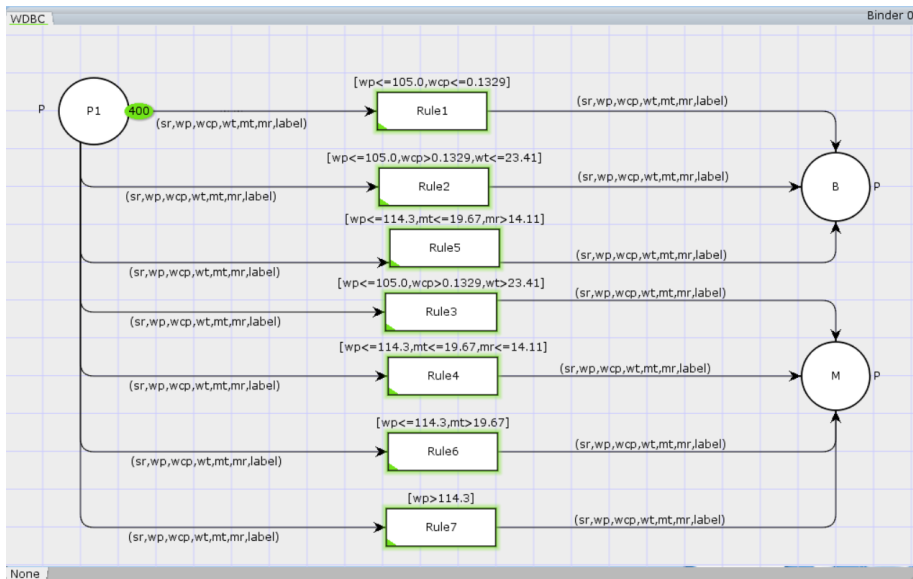 WDBC
Binder 0
[wp<=105.0,wcp<=0.1329]
P
P1
400
(sr,wp,wcp,wt,mt,mr,label)
Rule1
(sr,wp,wcp,wt,mt,mr,label)
[wp<=105.0,wcp>0.1329,wt<=23.41]
(sr,wp,wcp,wt,mt,mr,label)
Rule2
(sr,wp,wcp,wt,mt,mr,label)
B
P
[wp<=114.3,mt<=19.67,mr>14.11]
(sr,wp,wcp,wt,mt,mr,label)
Rule5
(sr,wp,wcp,wt,mt,mr,label)
[wp<=105.0,wcp>0.1329,wt>23.41]
(sr,wp,wcp,wt,mt,mr,label)
Rule3
(sr,wp,wcp,wt,mt,mr,label)
[wp<=114.3,mt<=19.67,mr<=14.11]
(sr,wp,wcp,wt,mt,mr,label)
Rule4
(sr,wp,wcp,wt,mt,mr,label)
M
P
[wp<=114.3,mt>19.67]
(sr,wp,wcp,wt,mt,mr,label)
Rule6
(sr,wp,wcp,wt,mt,mr,label)
[wp>114.3]
(sr,wp,wcp,wt,mt,mr,label)
Rule7
(sr,wp,wcp,wt,mt,mr,label)
None